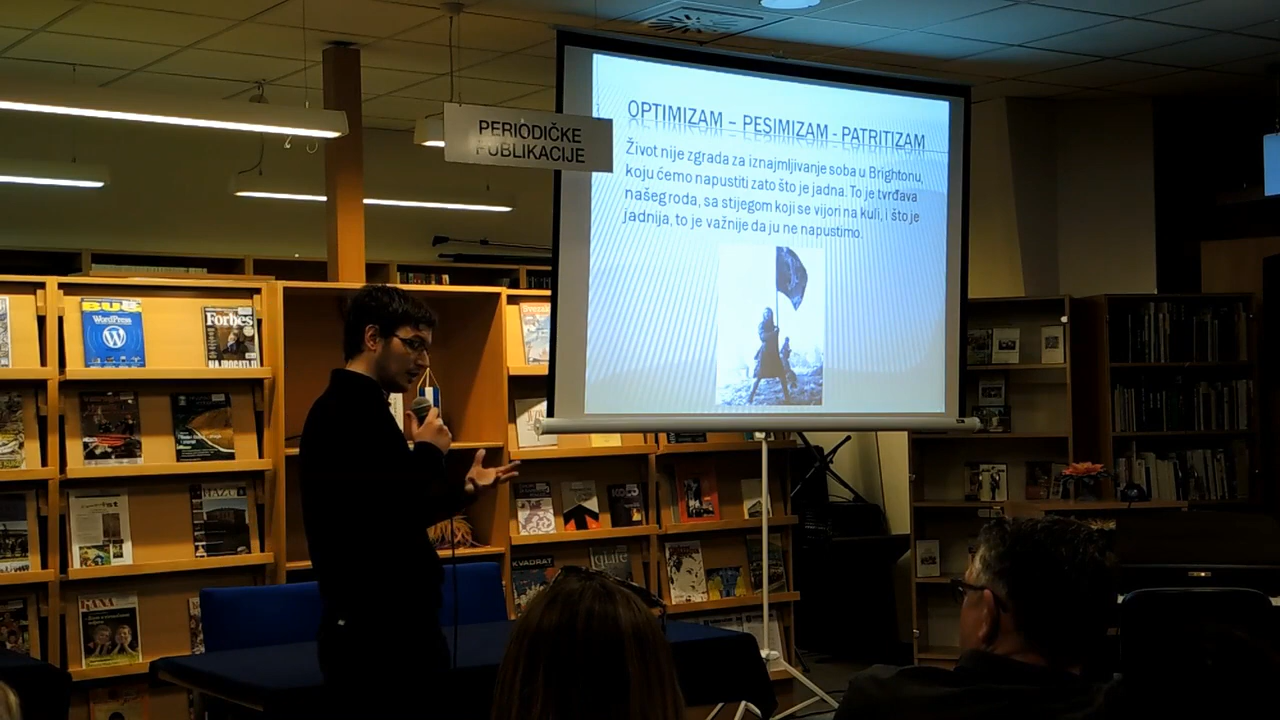 PERIODIČKE
PUBLIKACIJE
OPTIMIZAM – PESIMIZAM - PATRITIZAM
Život nije zgrada za iznajmljivanje soba u Brightonu,
koju ćemo napustiti zato što je jadna. To je tvrđava
našeg roda, sa stijegom koji se vijori na kuli, i što je
jadnija, to je važnije da ju ne napustimo.
BUG
WordPress
Forbes
KVADRAT